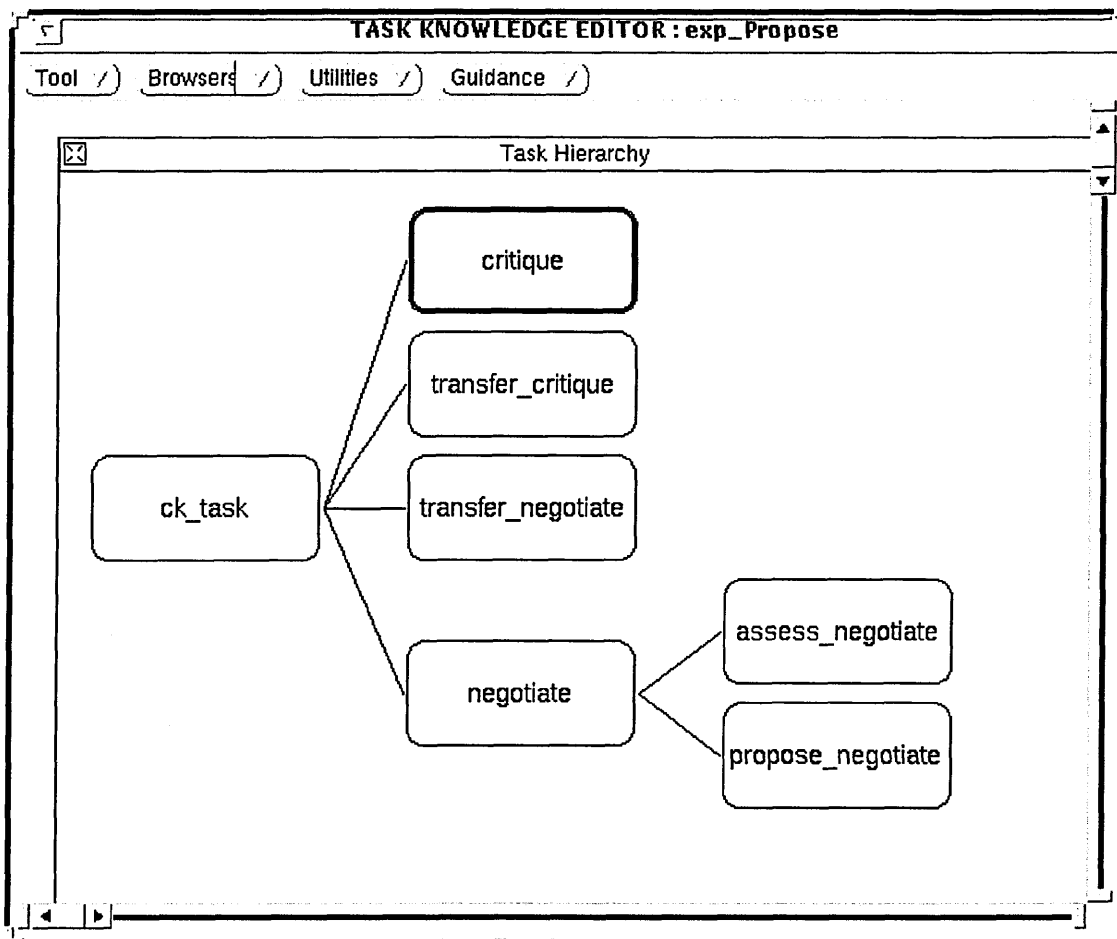 TASK KNOWLEDGE EDITOR : exp_Propose
Tool Browsers Utilities Guidance
Task Hierarchy
critique
transfer_critique
ck_task
transfer_negotiate
assess_negotiate
negotiate
propose_negotiate